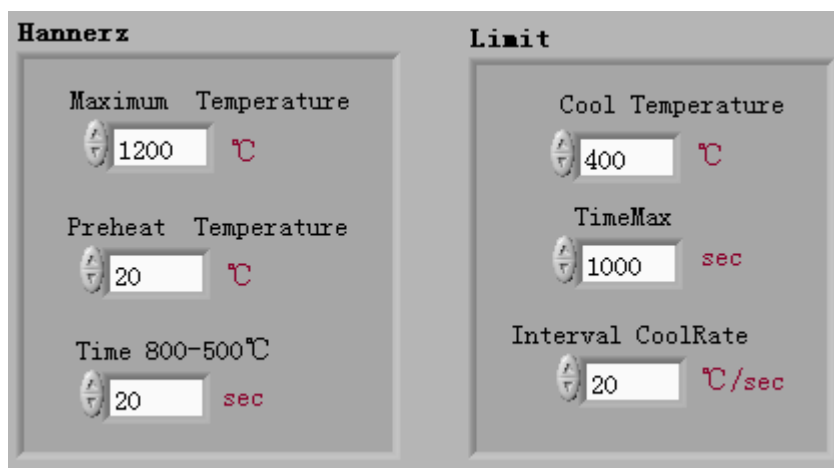 Hannerz
Maximum Temperature
1200 ℃
Preheat Temperature
20 ℃
Time 800-500℃
20 sec
Limit
Cool Temperature
400 ℃
TimeMax
1000 sec
Interval CoolRate
20 ℃/sec